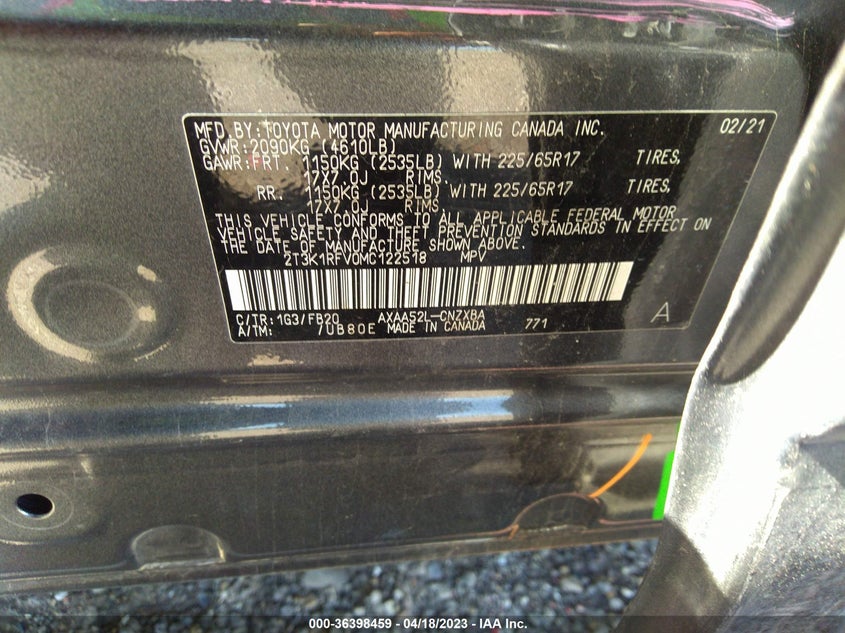 MFD.BY:TOYOTA MOTOR MANUFACTURING CANADA INC. 02/21
GVWR:2090KG (4610LB)
GAWR:FRT. 1150KG (2535LB) WITH 225/65R17 TIRES,
17X7.0J RIMS.
RR. 1150KG (2535LB) WITH 225/65R17 TIRES,
17X7.0J RIMS.
THIS VEHICLE CONFORMS TO ALL APPLICABLE FEDERAL MOTOR
VEHICLE SAFETY AND THEFT PREVENTION STANDARDS IN EFFECT ON
THE DATE OF MANUFACTURE SHOWN ABOVE.
2T3K1RFV0MC122518 MPV
C/TR:1G3/FB20 AXAA52L-CNZXBA A
A/TM: /UB80E MADE IN CANADA 771
000-36398459 - 04/18/2023 - IAA Inc.